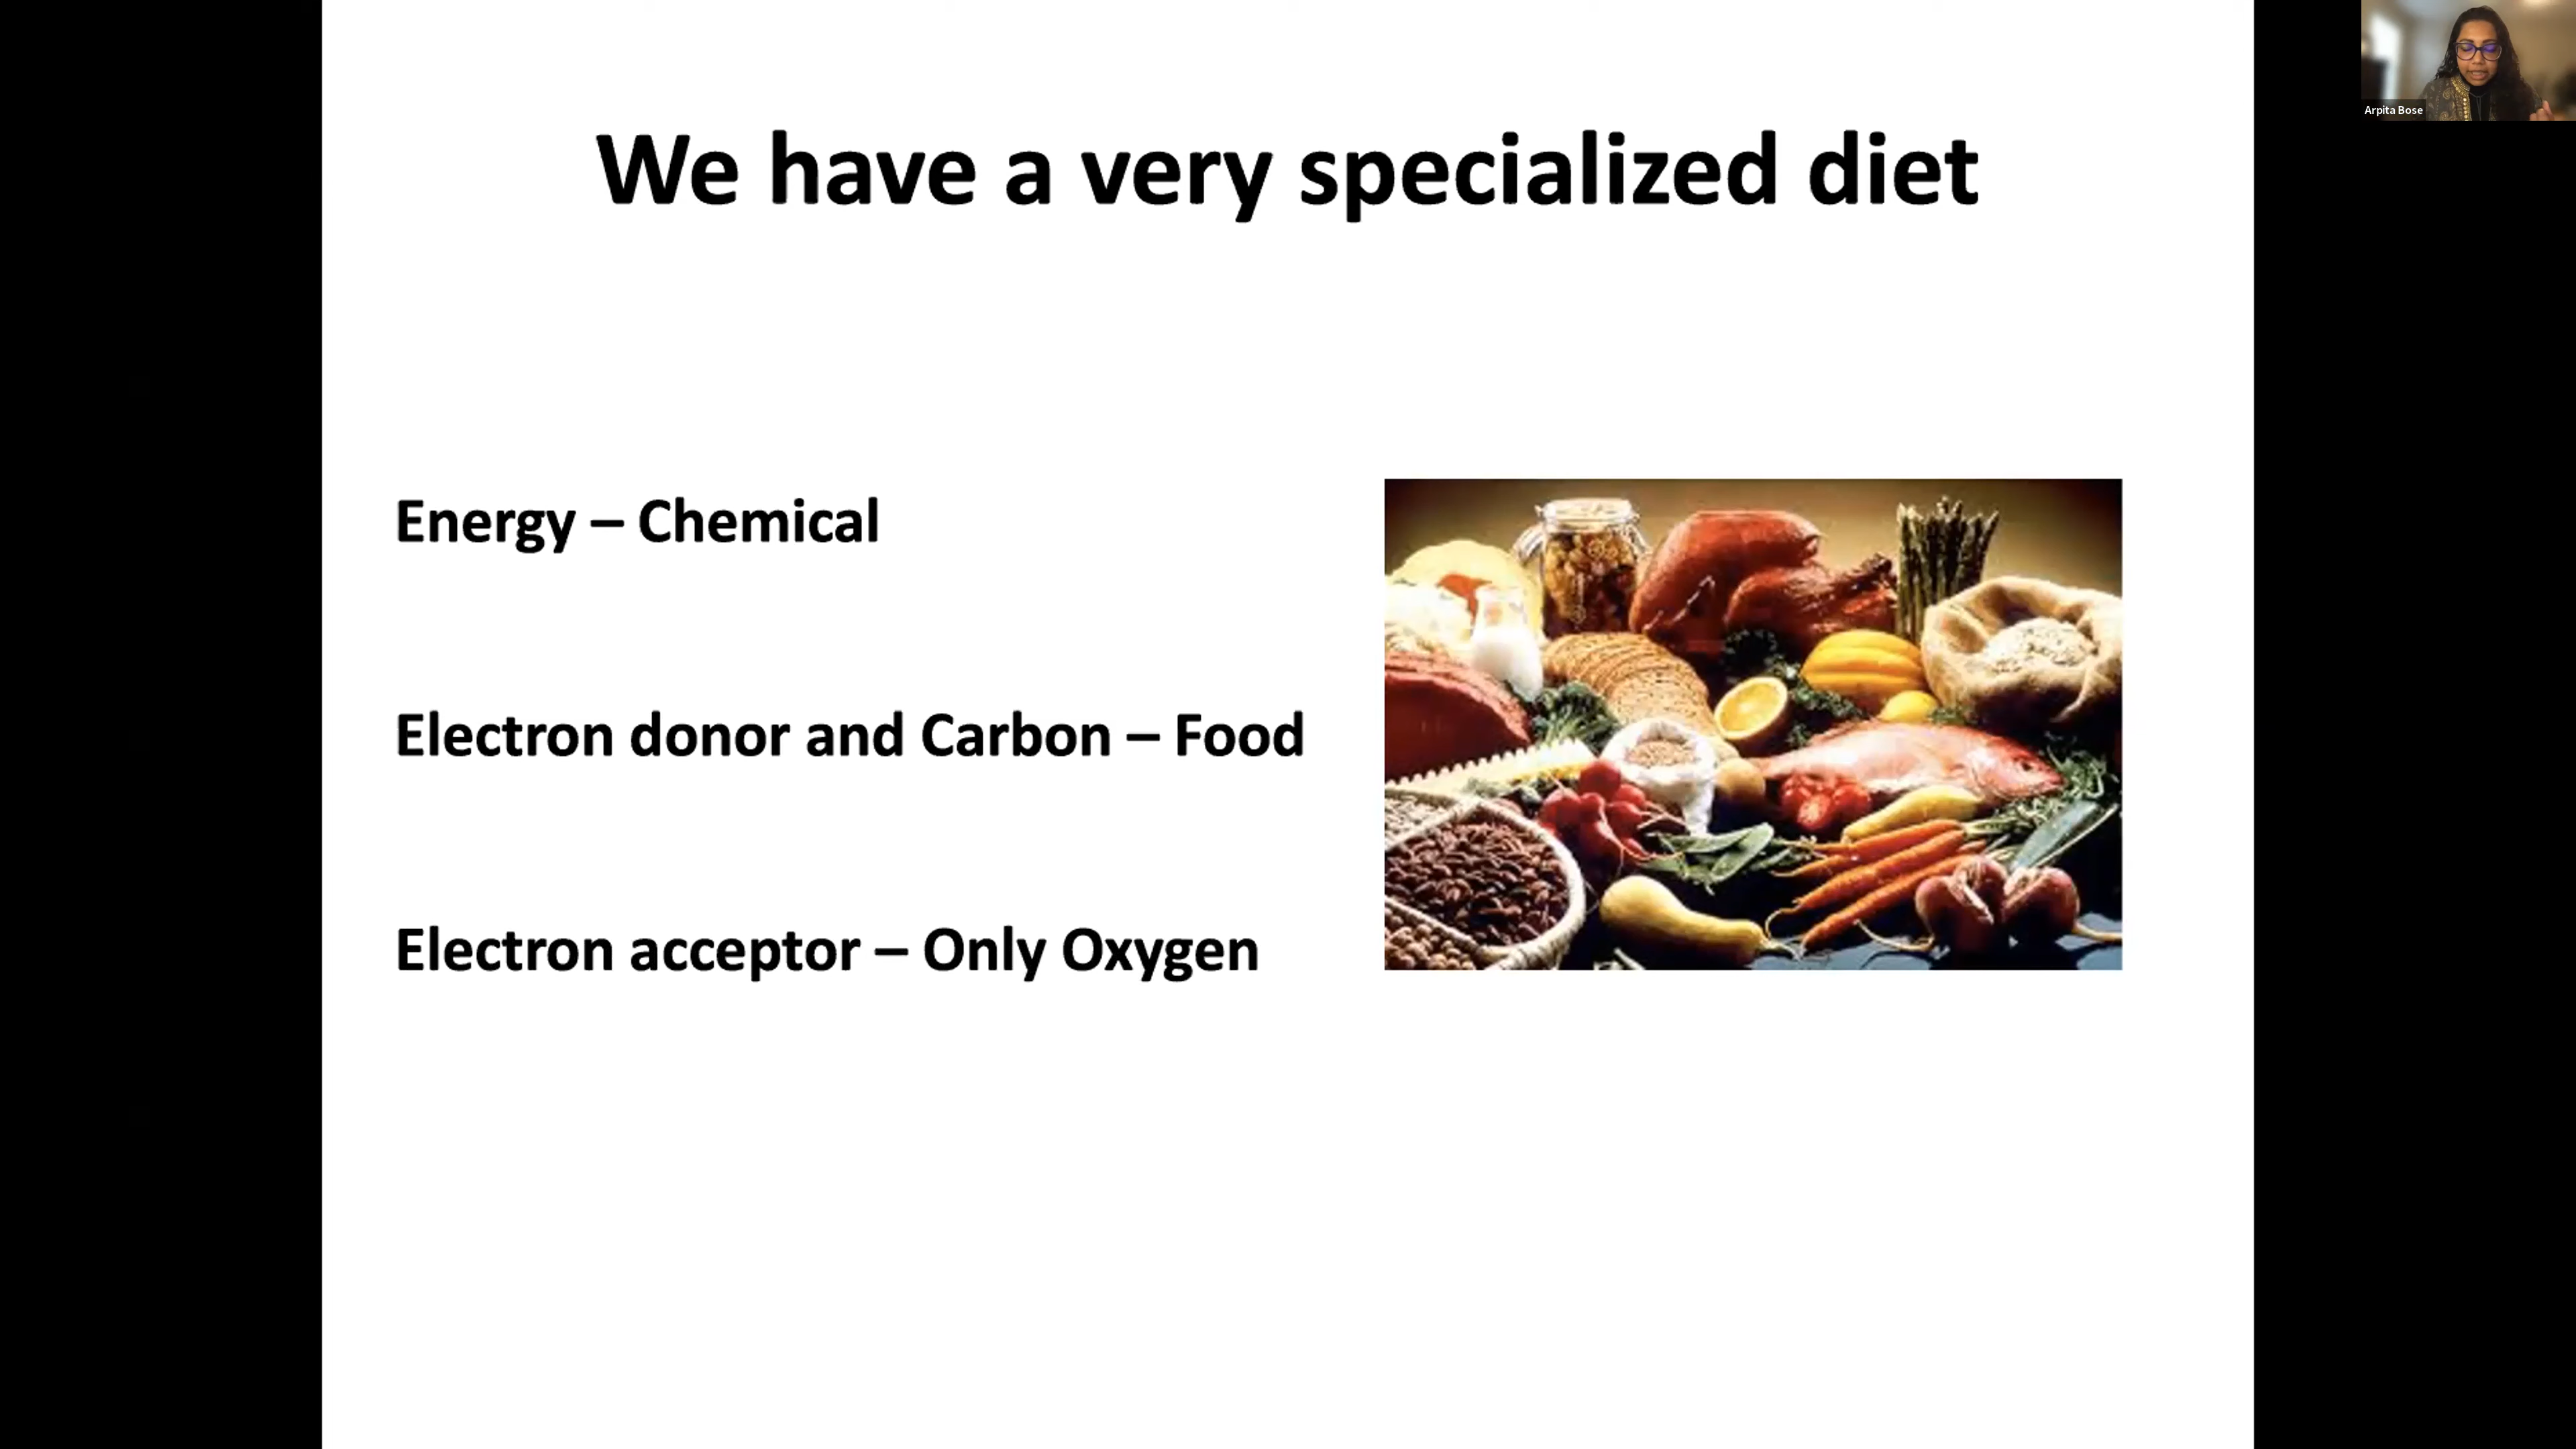 We have a very specialized diet
Energy – Chemical
Electron donor and Carbon – Food
Electron acceptor – Only Oxygen
Arpita Bose